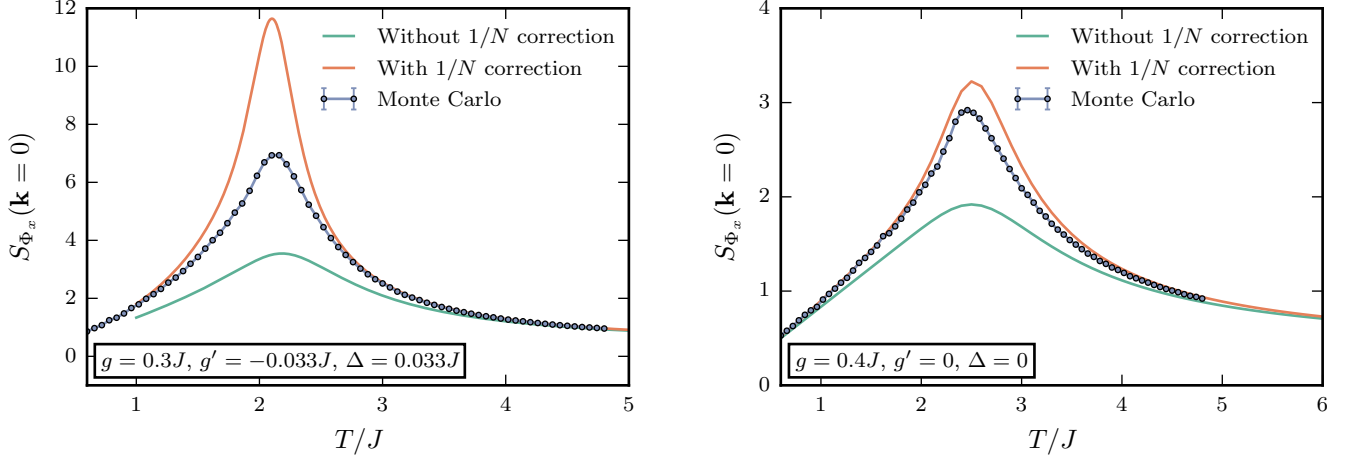 12
10
8
6
4
2
0
S_{Φ_x}(k = 0)
Without 1/N correction
With 1/N correction
Monte Carlo
g = 0.3J, g′ = −0.033J, Δ = 0.033J
1 2 3 4 5
T/J
4
3
2
1
0
S_{Φ_x}(k = 0)
Without 1/N correction
With 1/N correction
Monte Carlo
g = 0.4J, g′ = 0, Δ = 0
1 2 3 4 5 6
T/J